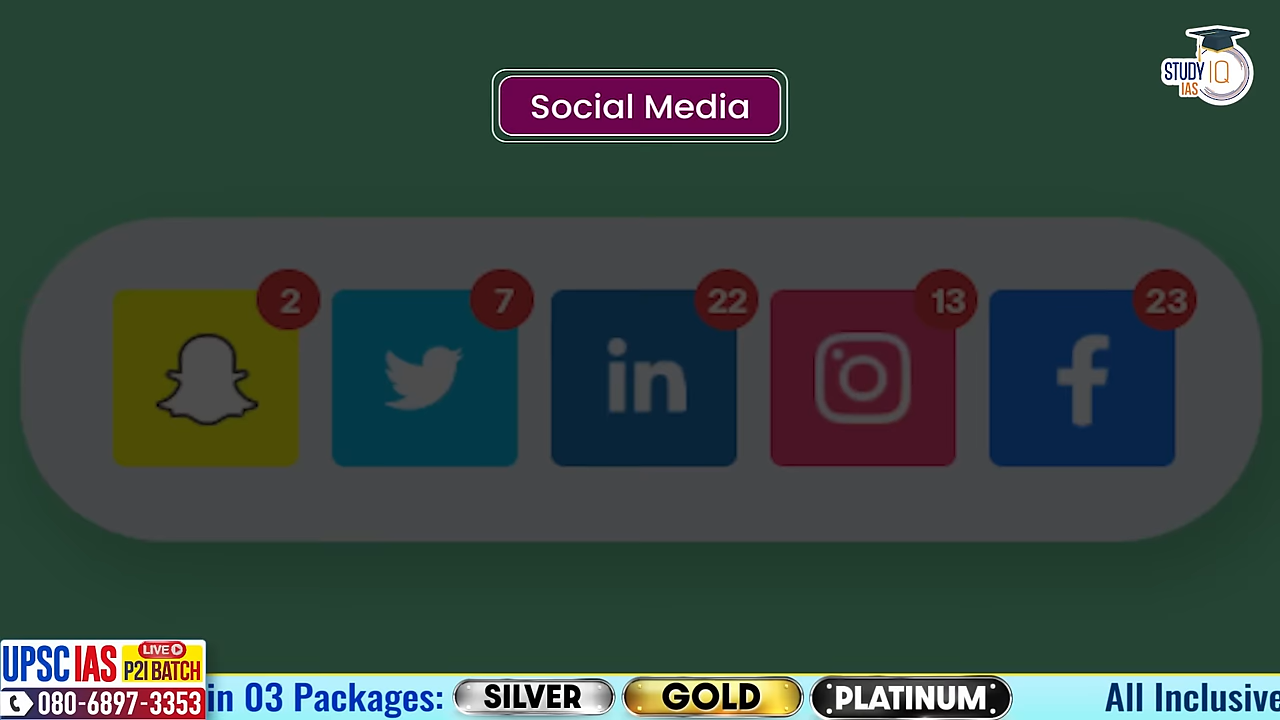 STUDY IQ
IAS
Social Media
2
7
22
13
23
in
f
UPSC IAS LIVE
P2I BATCH
080-6897-3353
in 03 Packages: SILVER GOLD PLATINUM All Inclusive